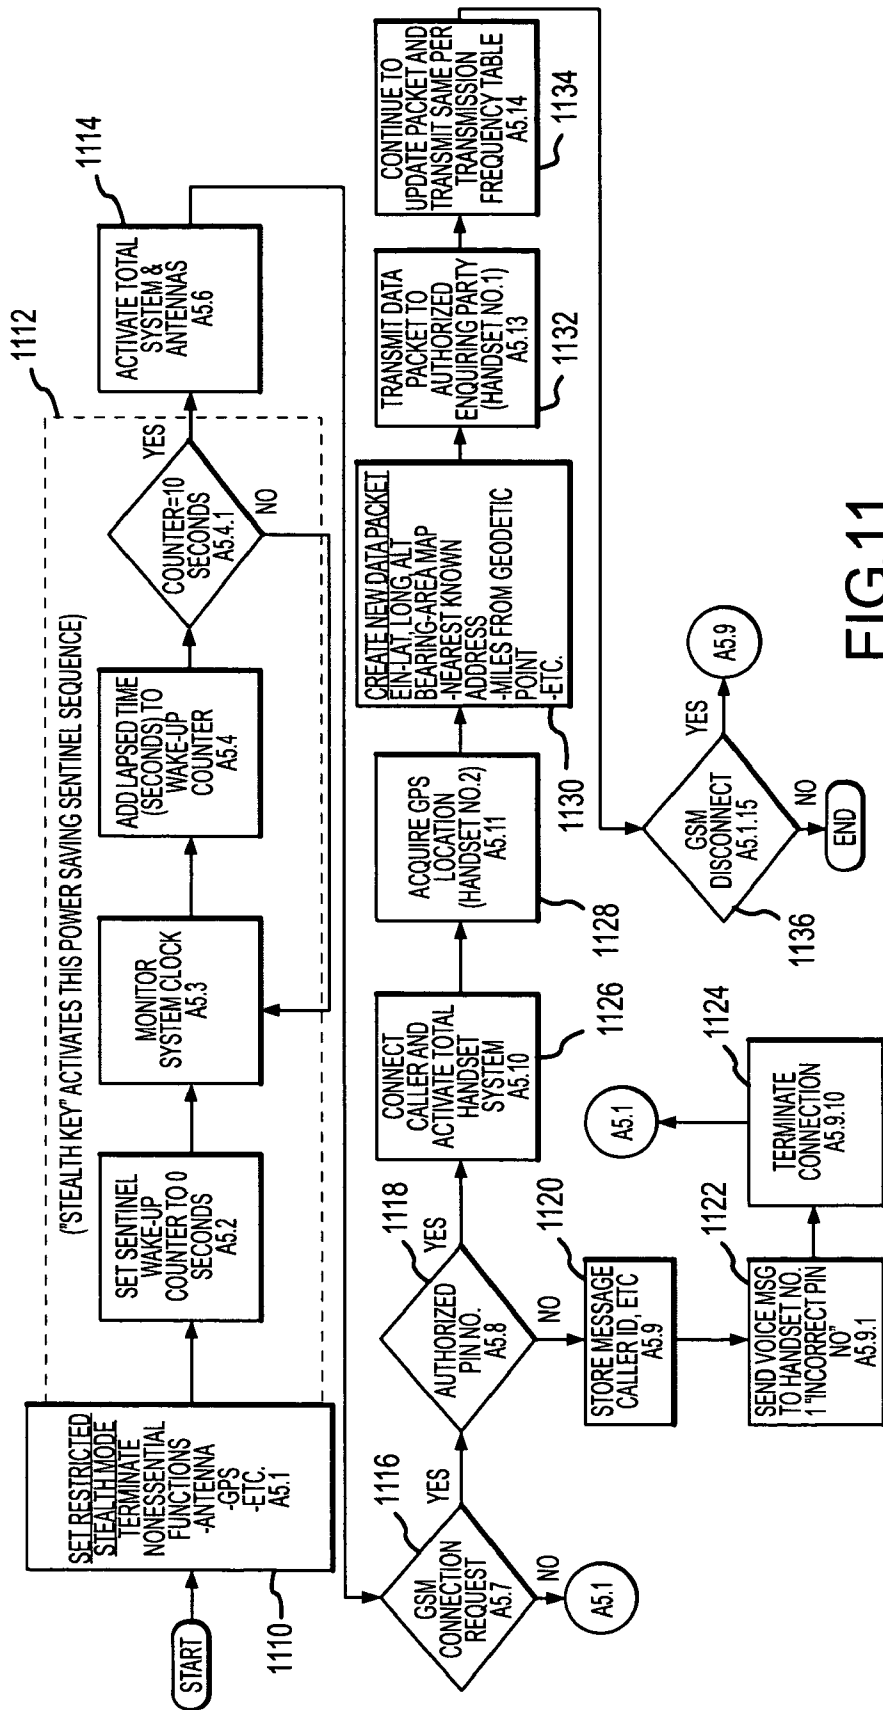 ("STEALTH KEY" ACTIVATES THIS POWER SAVING SENTINEL SEQUENCE)
1112
1114
START
SET RESTRICTED
STEALTH MODE
TERMINATE
NONESSENTIAL
FUNCTIONS
-ANTENNA
-GPS
-ETC.
A5.1
1110
SET SENTINEL
WAKE-UP
COUNTER TO 0
SECONDS
A5.2
MONITOR
SYSTEM CLOCK
A5.3
ADD LAPSED TIME
(SECONDS) TO
WAKE-UP
COUNTER
A5.4
COUNTER=10
SECONDS
A5.4.1
YES
NO
ACTIVATE TOTAL
SYSTEM &
ANTENNAS
A5.6
1116
GSM
CONNECTION
REQUEST
A5.7
YES
NO
A5.1
1118
AUTHORIZED
PIN NO.
A5.8
YES
NO
CONNECT
CALLER AND
ACTIVATE TOTAL
HANDSET
SYSTEM
A5.10
1126
ACQUIRE GPS
LOCATION
(HANDSET NO.2)
A5.11
1128
CREATE NEW DATA PACKET
EIN-LAT, LONG, ALT
BEARING-AREA MAP
-NEAREST KNOWN
ADDRESS
-MILES FROM GEODETIC
POINT
-ETC.
1130
TRANSMIT DATA
PACKET TO
AUTHORIZED
ENQUIRING PARTY
(HANDSET NO.1)
A5.13
1132
CONTINUE TO
UPDATE PACKET AND
TRANSMIT SAME PER
TRANSMISSION
FREQUENCY TABLE
A5.14
1134
1120
STORE MESSAGE
CALLER ID, ETC
A5.9
1122
SEND VOICE MSG
TO HANDSET NO.
1 "INCORRECT PIN
NO"
A5.9.1
1124
TERMINATE
CONNECTION
A5.9.10
A5.1
GSM
DISCONNECT
A5.1.15
1136
YES
A5.9
NO
END
FIG.11